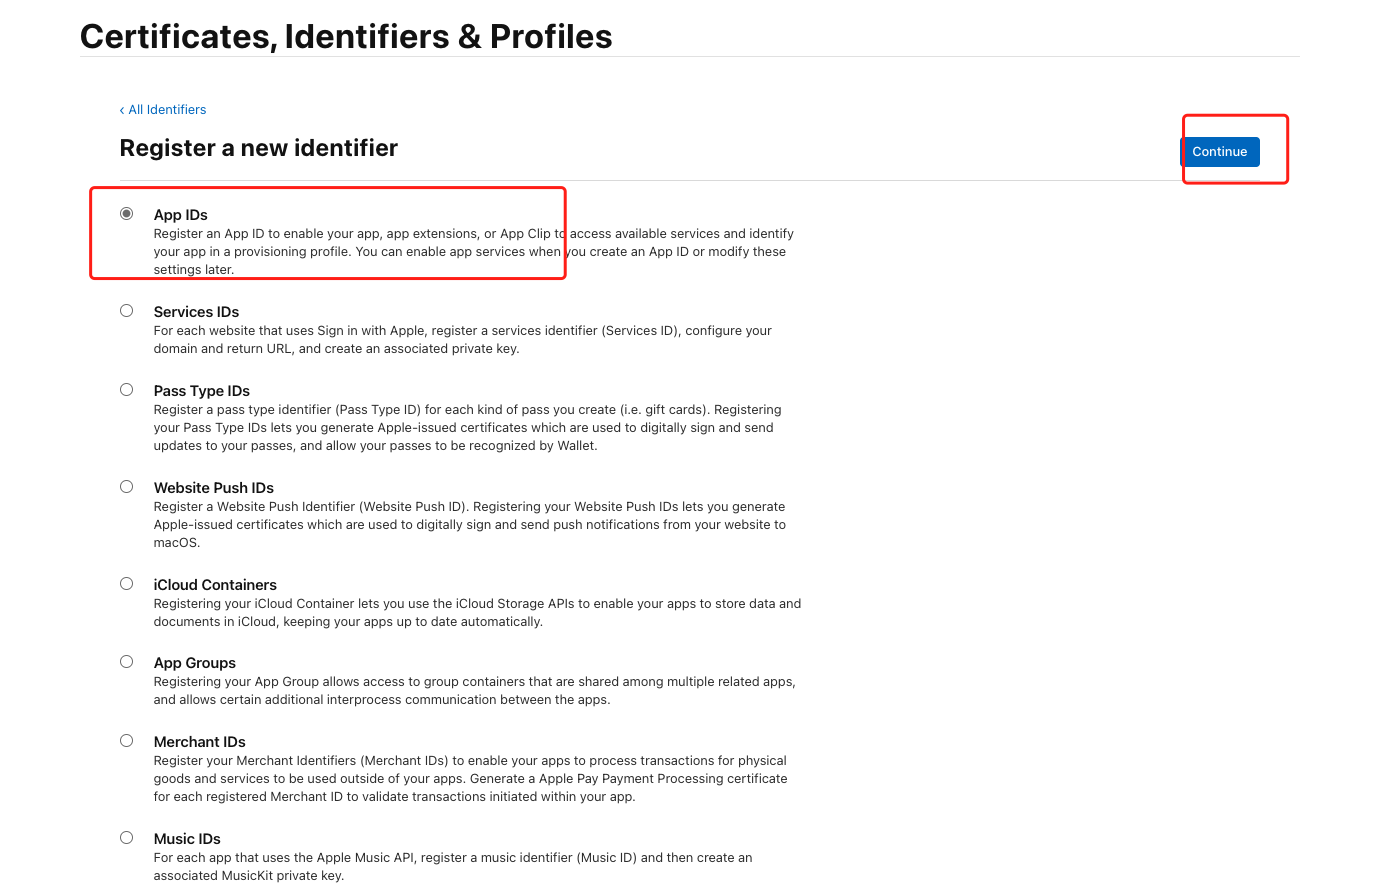 Certificates, Identifiers & Profiles
‹ All Identifiers
Register a new identifier
Continue
App IDs
Register an App ID to enable your app, app extensions, or App Clip to access available services and identify
your app in a provisioning profile. You can enable app services when you create an App ID or modify these
settings later.
Services IDs
For each website that uses Sign in with Apple, register a services identifier (Services ID), configure your
domain and return URL, and create an associated private key.
Pass Type IDs
Register a pass type identifier (Pass Type ID) for each kind of pass you create (i.e. gift cards). Registering
your Pass Type IDs lets you generate Apple-issued certificates which are used to digitally sign and send
updates to your passes, and allow your passes to be recognized by Wallet.
Website Push IDs
Register a Website Push Identifier (Website Push ID). Registering your Website Push IDs lets you generate
Apple-issued certificates which are used to digitally sign and send push notifications from your website to
macOS.
iCloud Containers
Registering your iCloud Container lets you use the iCloud Storage APIs to enable your apps to store data and
documents in iCloud, keeping your apps up to date automatically.
App Groups
Registering your App Group allows access to group containers that are shared among multiple related apps,
and allows certain additional interprocess communication between the apps.
Merchant IDs
Register your Merchant Identifiers (Merchant IDs) to enable your apps to process transactions for physical
goods and services to be used outside of your apps. Generate a Apple Pay Payment Processing certificate
for each registered Merchant ID to validate transactions initiated within your app.
Music IDs
For each app that uses the Apple Music API, register a music identifier (Music ID) and then create an
associated MusicKit private key.